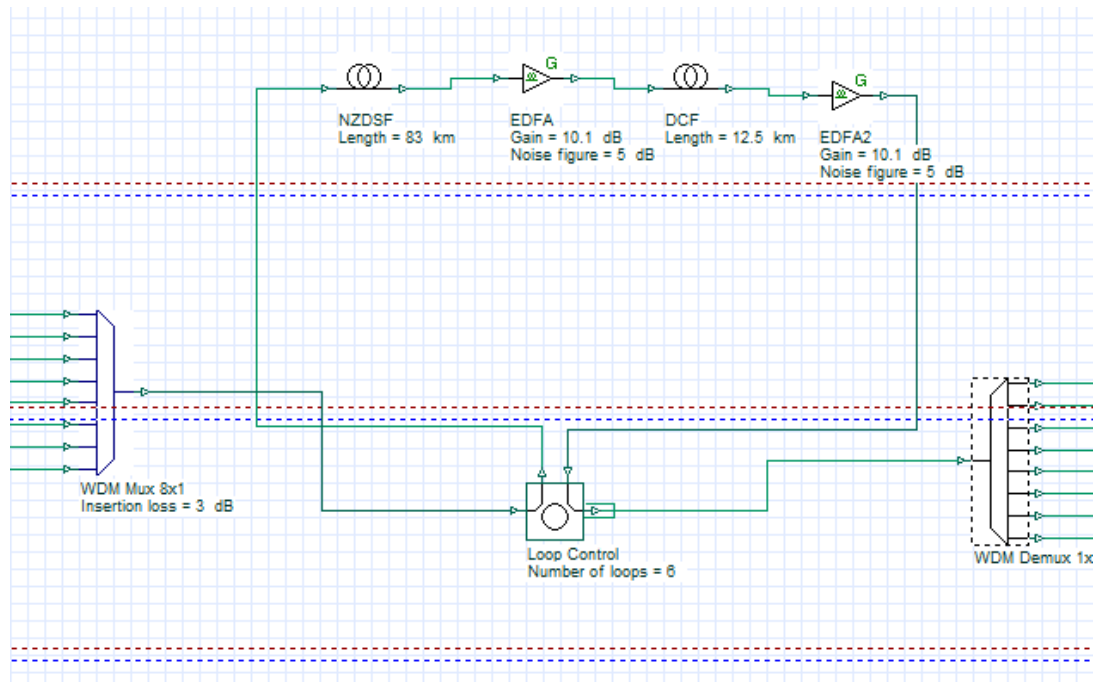 G
G
NZDSF
Length = 83 km
EDFA
Gain = 10.1 dB
Noise figure = 5 dB
DCF
Length = 12.5 km
EDFA2
Gain = 10.1 dB
Noise figure = 5 dB
WDM Mux 8x1
Insertion loss = 3 dB
Loop Control
Number of loops = 6
WDM Demux 1x